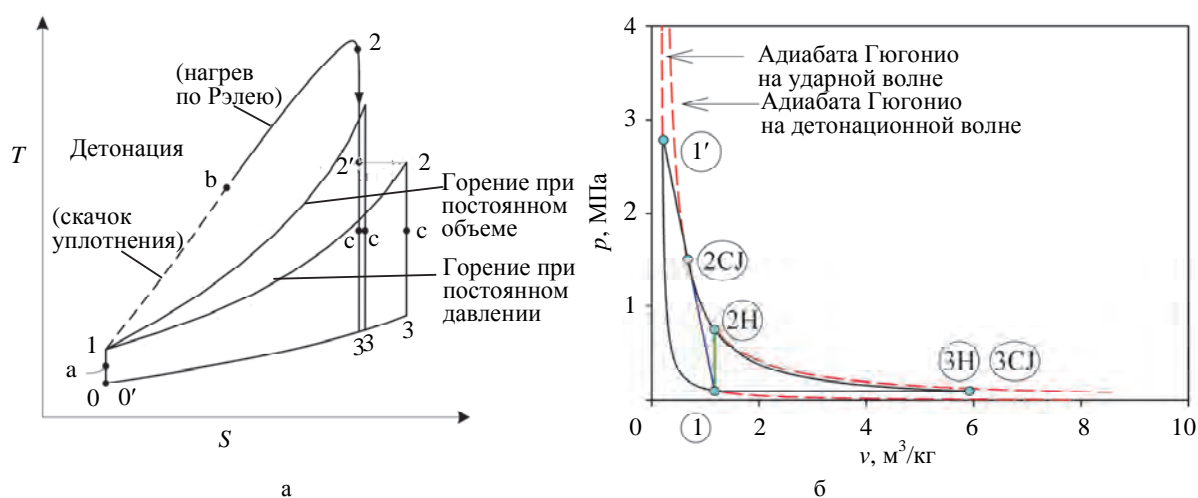 T
(нагрев
по Рэлею)
Детонация
(скачок
уплотнения)
Горение при
постоянном
объеме
Горение при
постоянном
давлении
2
b
2′
2
c
c
c
1
a
0
0′
3
3
3
S
а
4
3
2
1
0
2
4
6
8
10
p, МПа
v, м³/кг
Адиабата Гюгонио
на ударной волне
Адиабата Гюгонио
на детонационной волне
1′
2CJ
2H
3H
3CJ
1
б